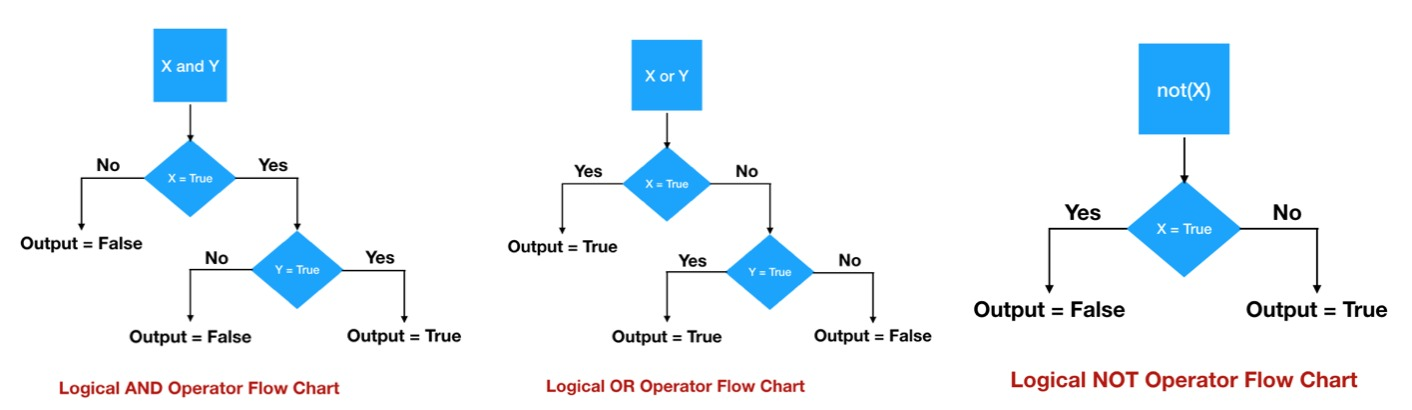 X and Y
No
Yes
X = True
Output = False
No
Yes
Y = True
Output = False
Output = True
Logical AND Operator Flow Chart
X or Y
Yes
No
X = True
Output = True
Yes
No
Y = True
Output = True
Output = False
Logical OR Operator Flow Chart
not(X)
Yes
No
X = True
Output = False
Output = True
Logical NOT Operator Flow Chart